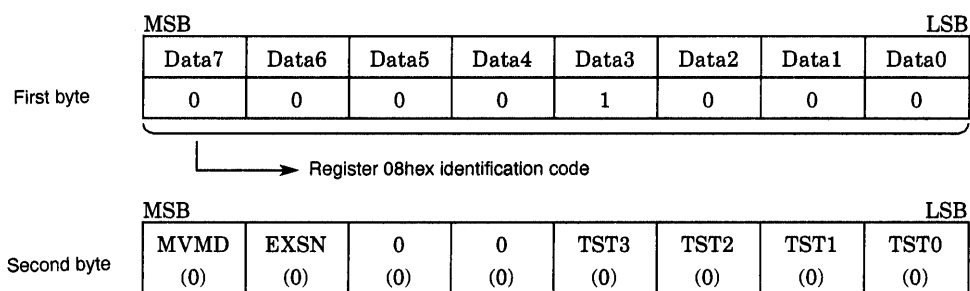 MSB LSB
Data7 Data6 Data5 Data4 Data3 Data2 Data1 Data0
First byte 0 0 0 0 1 0 0 0
Register 08hex identification code
MSB LSB
MVMD EXSN 0 0 TST3 TST2 TST1 TST0
Second byte
(0) (0) (0) (0) (0) (0) (0) (0)